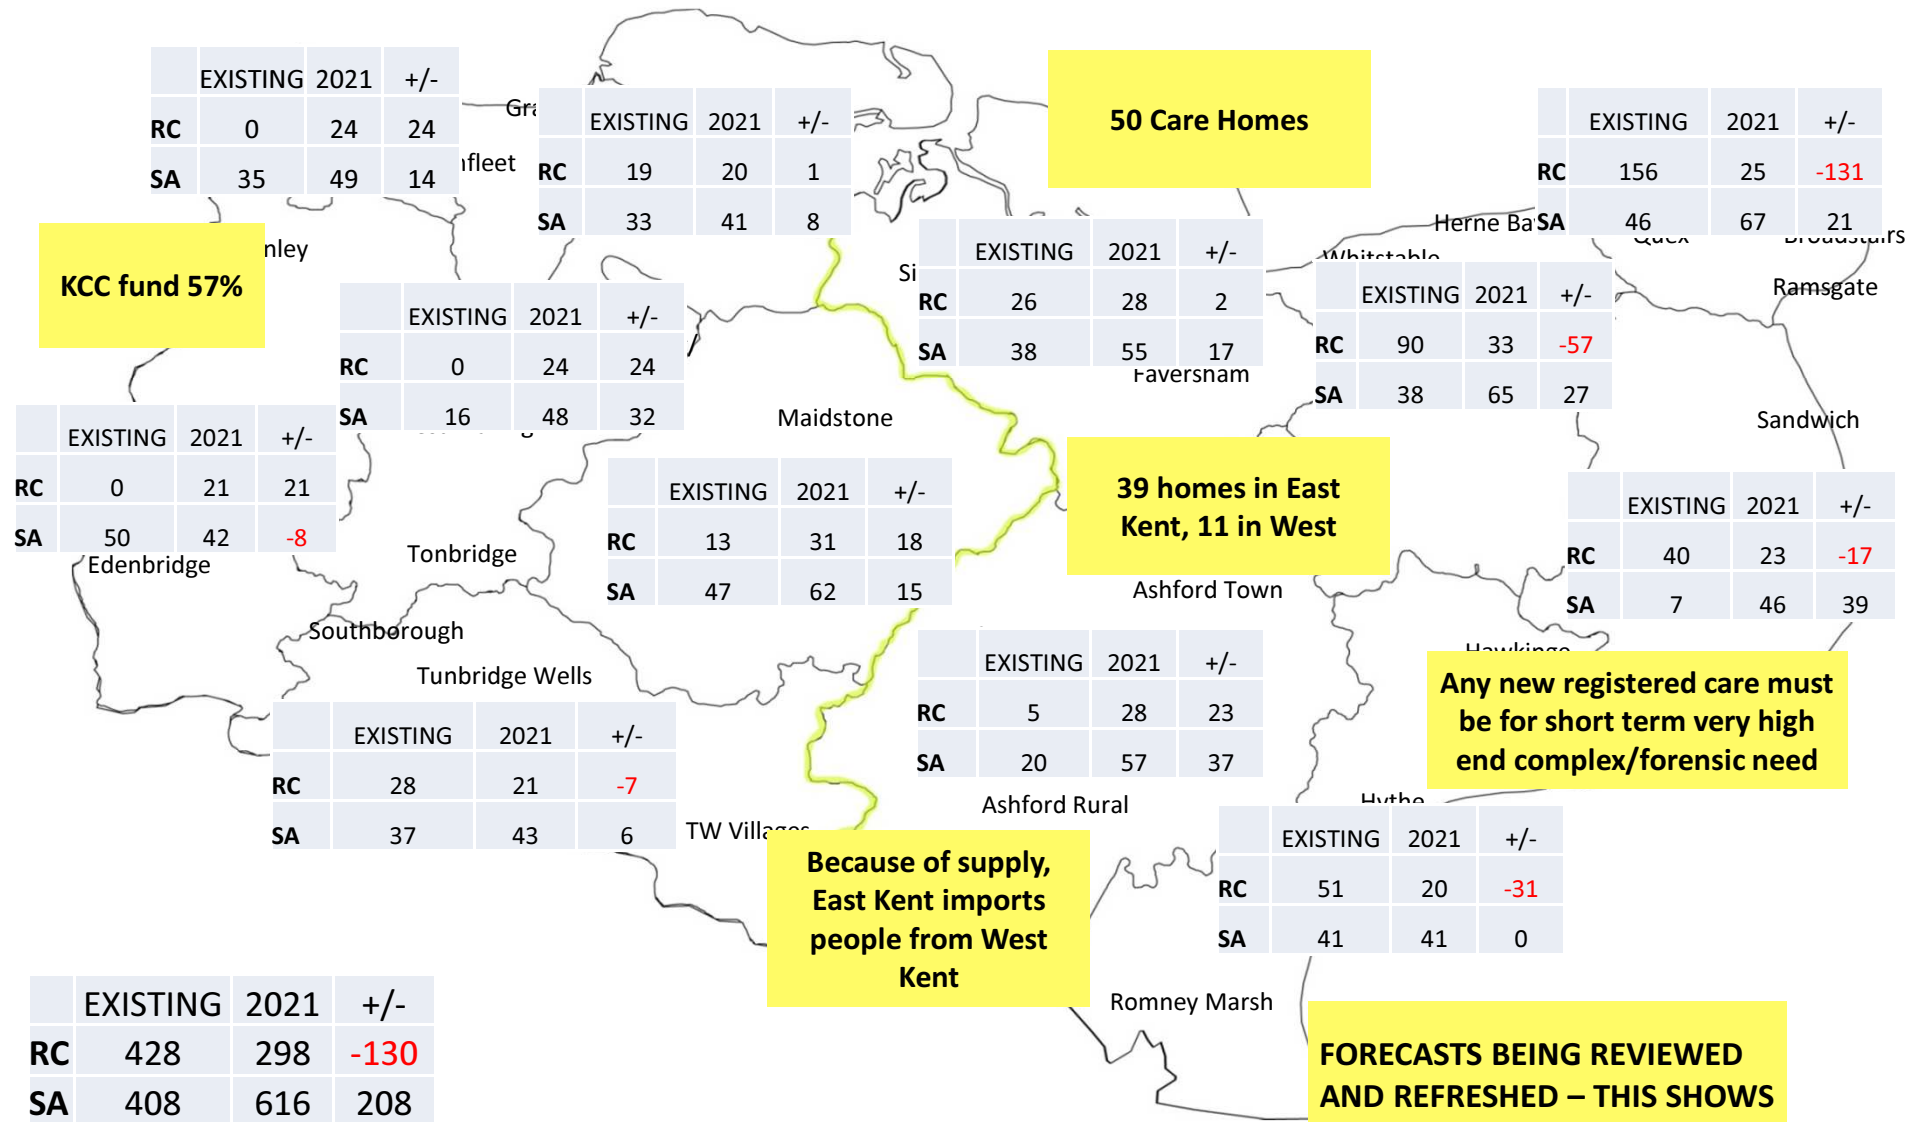 EXISTING 2021 +/-
RC 0 24 24
SA 35 49 14
EXISTING 2021 +/-
RC 19 20 1
SA 33 41 8
50 Care Homes
EXISTING 2021 +/-
RC 156 25 -131
SA 46 67 21
Herne Ba
Broadstairs
Ramsgate
nfleet
nley
KCC fund 57%
EXISTING 2021 +/-
RC 0 24 24
SA 16 48 32
Si
EXISTING 2021 +/-
RC 26 28 2
SA 38 55 17
Faversham
Whitstable
EXISTING 2021 +/-
RC 90 33 -57
SA 38 65 27
Sandwich
EXISTING 2021 +/-
RC 0 21 21
SA 50 42 -8
Edenbridge
Maidstone
Tonbridge
EXISTING 2021 +/-
RC 13 31 18
SA 47 62 15
39 homes in East
Kent, 11 in West
Ashford Town
EXISTING 2021 +/-
RC 40 23 -17
SA 7 46 39
Southborough
Tunbridge Wells
EXISTING 2021 +/-
RC 28 21 -7
SA 37 43 6
TW Villages
EXISTING 2021 +/-
RC 5 28 23
SA 20 57 37
Ashford Rural
Hawkinge
Any new registered care must
be for short term very high
end complex/forensic need
Hythe
EXISTING 2021 +/-
RC 51 20 -31
SA 41 41 0
Because of supply,
East Kent imports
people from West
Kent
Romney Marsh
EXISTING 2021 +/-
RC 428 298 -130
SA 408 616 208
FORECASTS BEING REVIEWED
AND REFRESHED – THIS SHOWS